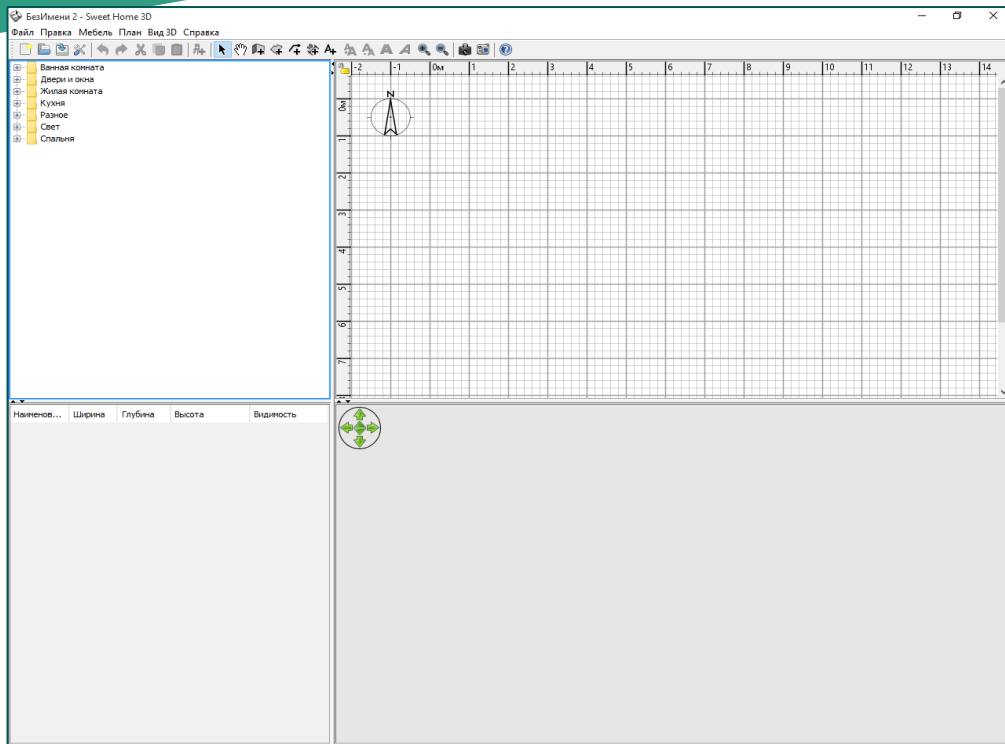 БезИмени 2 - Sweet Home 3D
Файл Правка Мебель План Вид 3D Справка
Ванная комната
Двери и окна
Жилая комната
Кухня
Разное
Свет
Спальня
-2 -1 0м 1 2 3 4 5 6 7 8 9 10 11 12 13 14
0м
1
2
3
4
5
6
7
N
Наименов... Ширина Глубина Высота Видимость